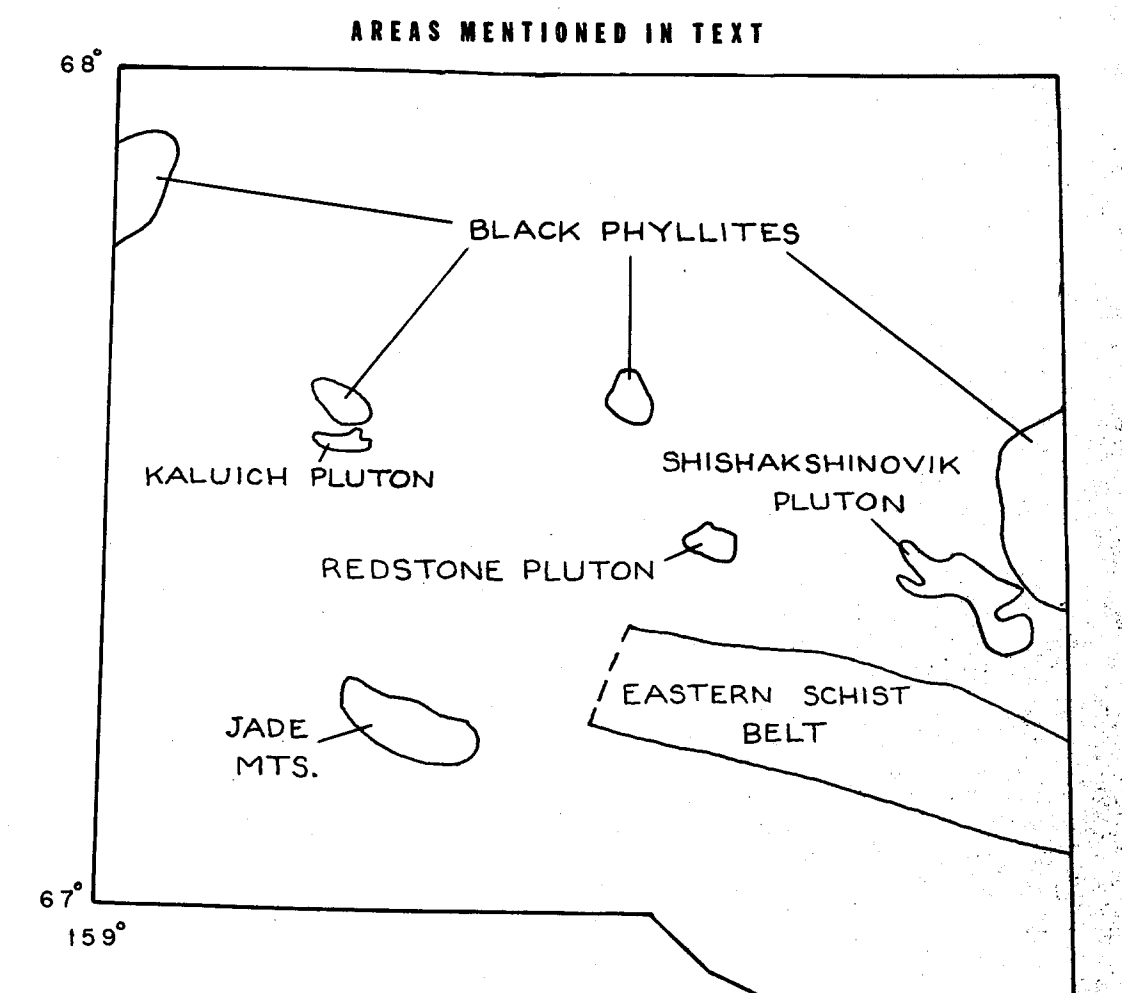 AREAS MENTIONED IN TEXT
68°
BLACK PHYLLITES
KALUICH PLUTON
SHISHAKSHINOVIK
PLUTON
REDSTONE PLUTON
EASTERN SCHIST
BELT
JADE
MTS.
67°
159°